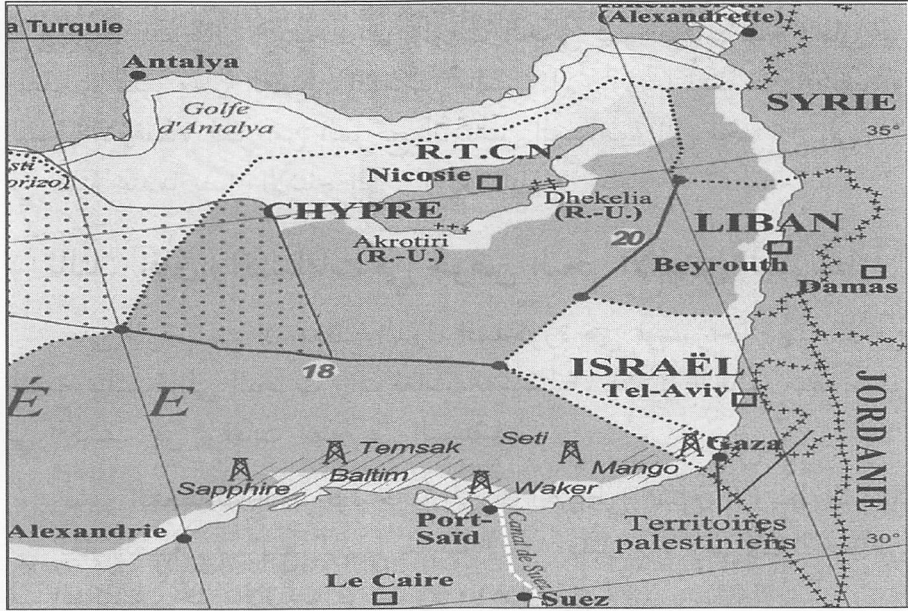 a Turquie
(Alexandrette)
Antalya
Golfe
d'Antalya
SYRIE
35°
R.T.C.N.
Nicosie
Dhekelia
(R.-U.)
CHYPRE
Akrotiri
(R.-U.)
20
LIBAN
Beyrouth
Damas
18
ISRAËL
Tel-Aviv
JORDANIE
É E
Temsak
Seti
Gaza
Sapphire
Baltim
Waker
Mango
Alexandrie
Port-
Saïd
Canal de Suez
Territoires
palestiniens
30°
Le Caire
Suez